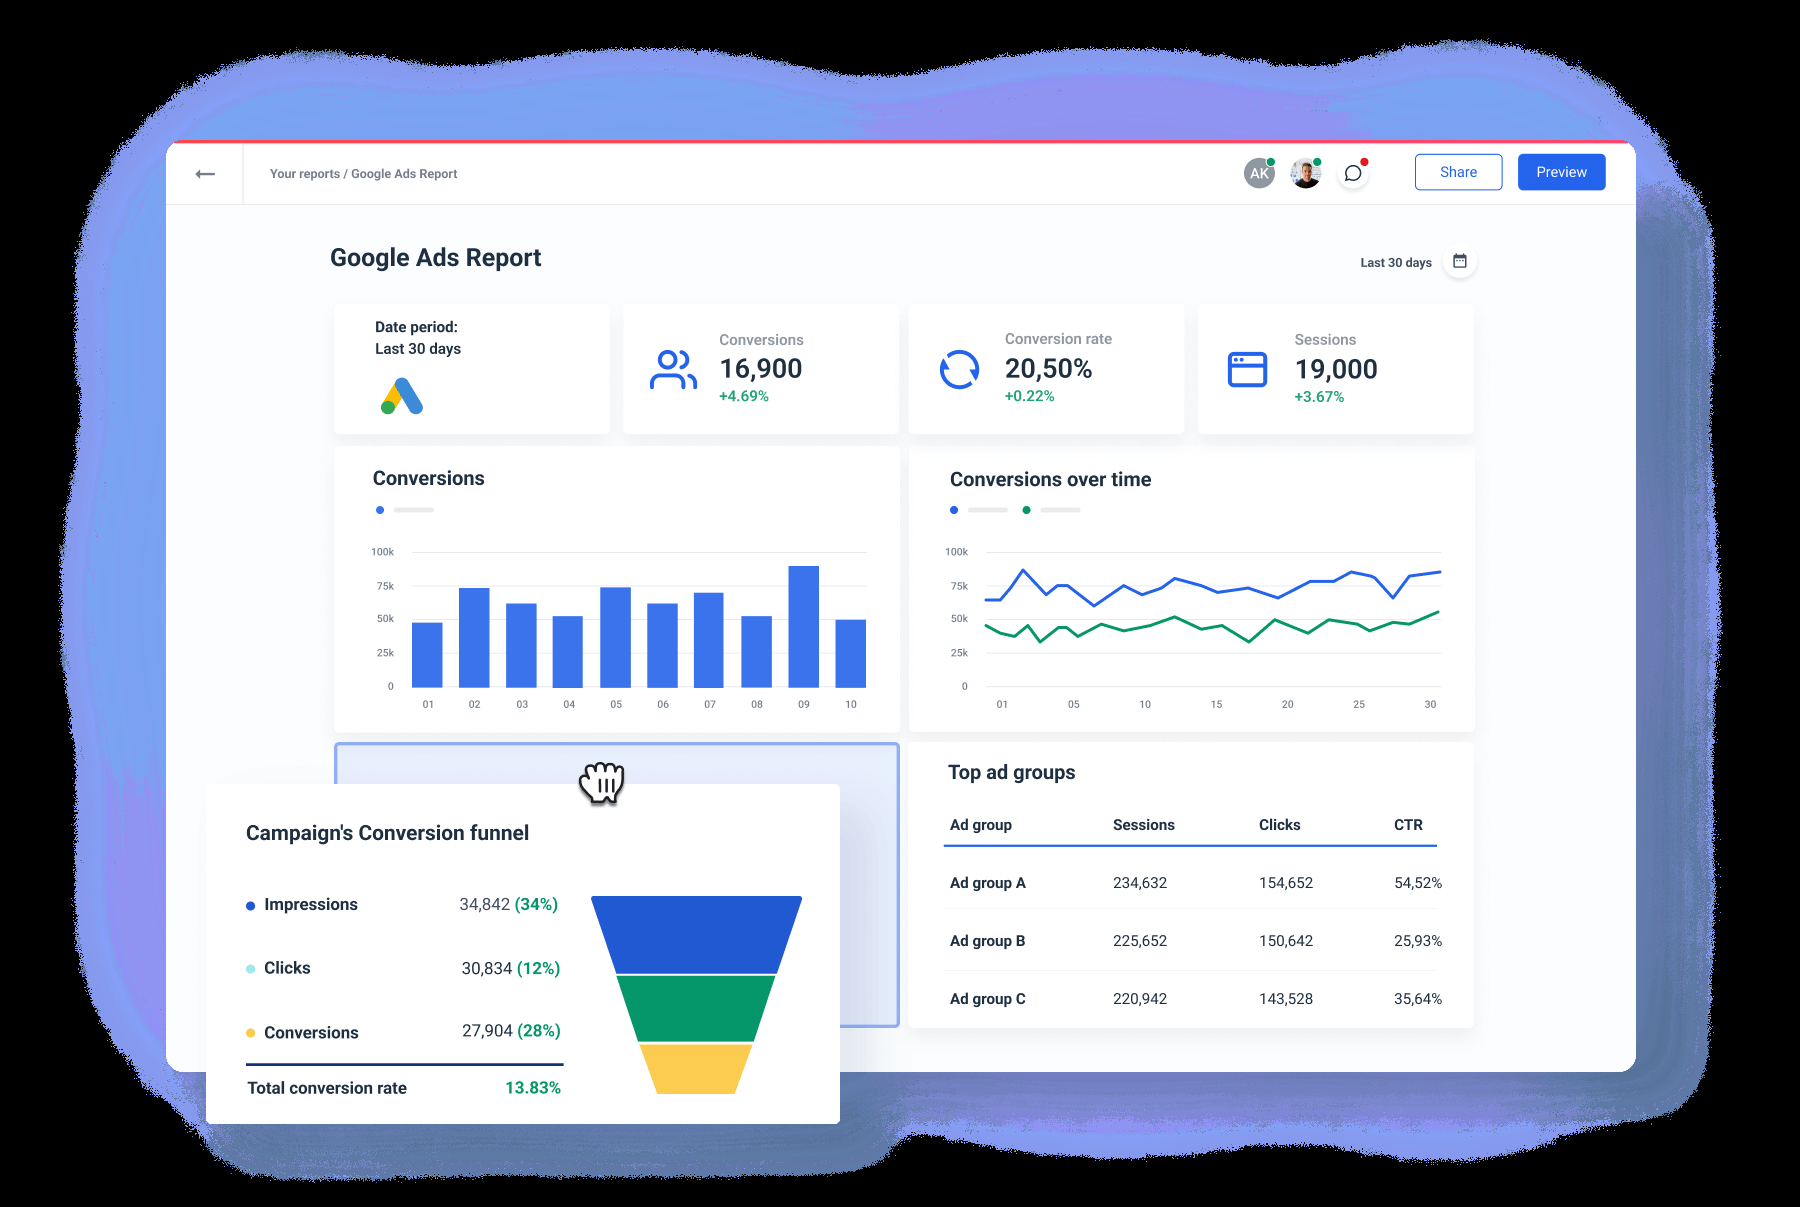 Your reports / Google Ads Report
AK
Share
Preview
Google Ads Report
Last 30 days
Date period:
Last 30 days
Conversions
16,900
+4.69%
Conversion rate
20,50%
+0.22%
Sessions
19,000
+3.67%
Conversions
100k
75k
50k
25k
0
01 02 03 04 05 06 07 08 09 10
Conversions over time
100k
75k
50k
25k
0
01 05 10 15 20 25 30
Campaign's Conversion funnel
Impressions 34,842 (34%)
Clicks 30,834 (12%)
Conversions 27,904 (28%)
Total conversion rate 13.83%
Top ad groups
Ad group Sessions Clicks CTR
Ad group A 234,632 154,652 54,52%
Ad group B 225,652 150,642 25,93%
Ad group C 220,942 143,528 35,64%